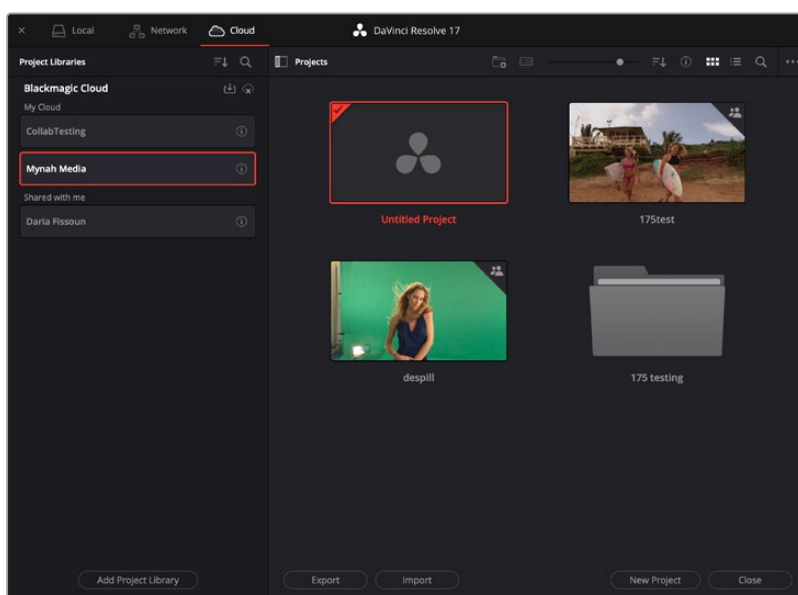 Local
Network
Cloud
DaVinci Resolve 17
Project Libraries
Projects
Blackmagic Cloud
My Cloud
CollabTesting
Mynah Media
Shared with me
Daria Fissoun
Untitled Project
175test
despill
175 testing
Add Project Library
Export
Import
New Project
Close